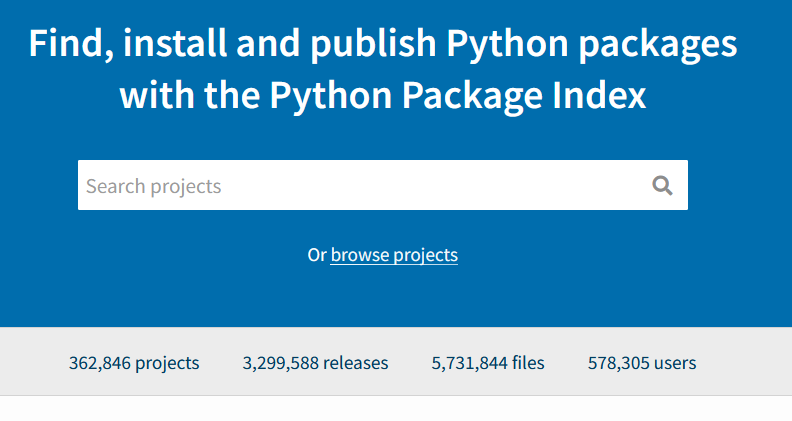 Find, install and publish Python packages
with the Python Package Index
Search projects
Or browse projects
362,846 projects 3,299,588 releases 5,731,844 files 578,305 users